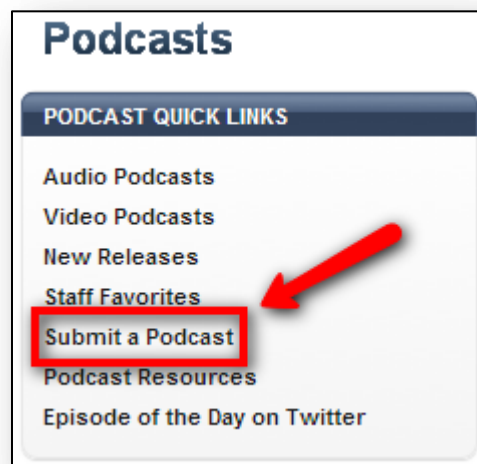 Podcasts
PODCAST QUICK LINKS
Audio Podcasts
Video Podcasts
New Releases
Staff Favorites
Submit a Podcast
Podcast Resources
Episode of the Day on Twitter